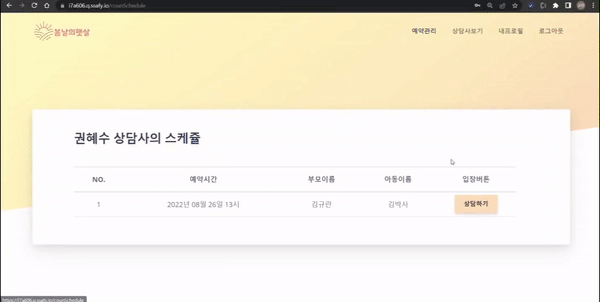 i7a606.q.ssafy.io/counSchedule
봄날의햇살
예약관리 상담사보기 내프로필 로그아웃
권혜수 상담사의 스케쥴
NO. 예약시간 부모이름 아동이름 입장버튼
1 2022년 08월 26일 13시 김규란 김박사 상담하기
https://i7a606.q.ssafy.io/counSchedule